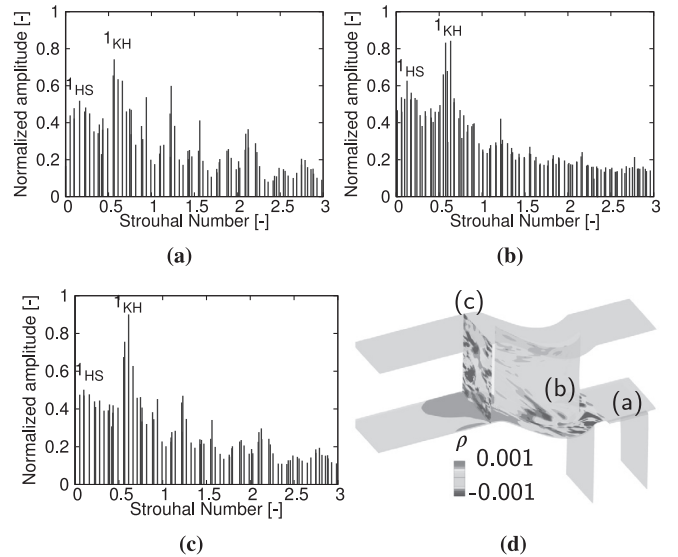 Normalized amplitude [-]
1
0.8
0.6
0.4
0.2
0
1KH
1HS
0 0.5 1 1.5 2 2.5 3
Strouhal Number [-]
(a)
Normalized amplitude [-]
1
0.8
0.6
0.4
0.2
0
1KH
1HS
0 0.5 1 1.5 2 2.5 3
Strouhal Number [-]
(b)
Normalized amplitude [-]
1
0.8
0.6
0.4
0.2
0
1KH
1HS
0 0.5 1 1.5 2 2.5 3
Strouhal Number [-]
(c)
(c)
(b)
(a)
ρ
0.001
-0.001
(d)